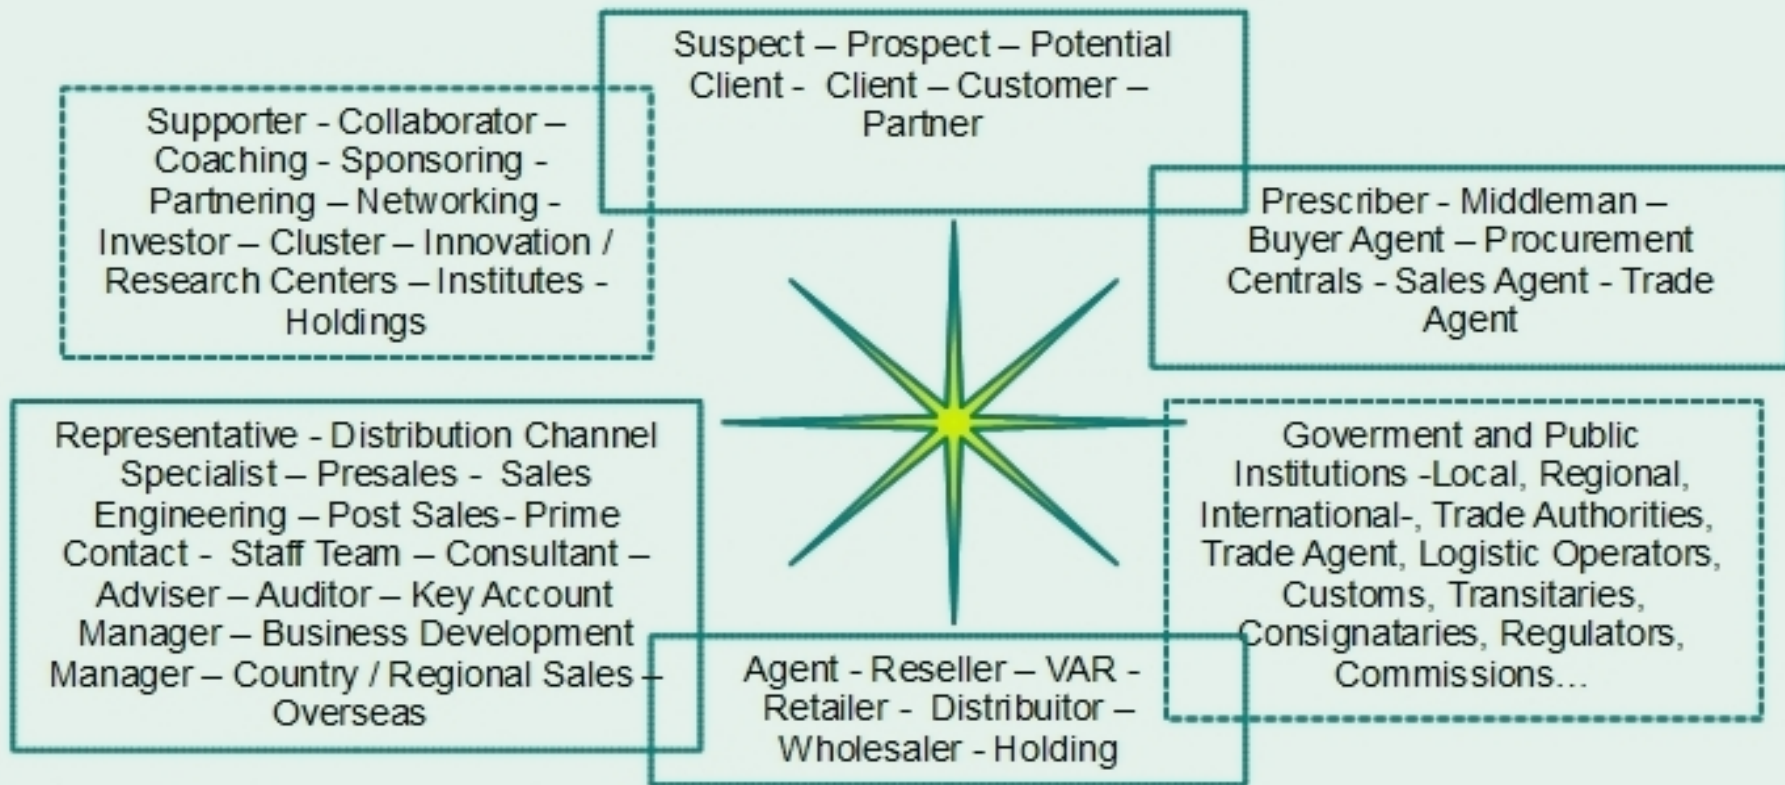 Suspect – Prospect – Potential
Client -  Client – Customer –
Partner
Supporter - Collaborator –
Coaching - Sponsoring -
Partnering – Networking -
Investor – Cluster – Innovation /
Research Centers – Institutes -
Holdings
Prescriber - Middleman –
Buyer Agent – Procurement
Centrals - Sales Agent - Trade
Agent
Representative - Distribution Channel
Specialist – Presales -  Sales
Engineering – Post Sales- Prime
Contact -  Staff Team – Consultant –
Adviser – Auditor – Key Account
Manager – Business Development
Manager – Country / Regional Sales –
Overseas
Goverment and Public
Institutions -Local, Regional,
International-, Trade Authorities,
Trade Agent, Logistic Operators,
Customs, Transitaries,
Consignataries, Regulators,
Commissions...
Agent - Reseller – VAR -
Retailer -  Distribuitor –
Wholesaler - Holding